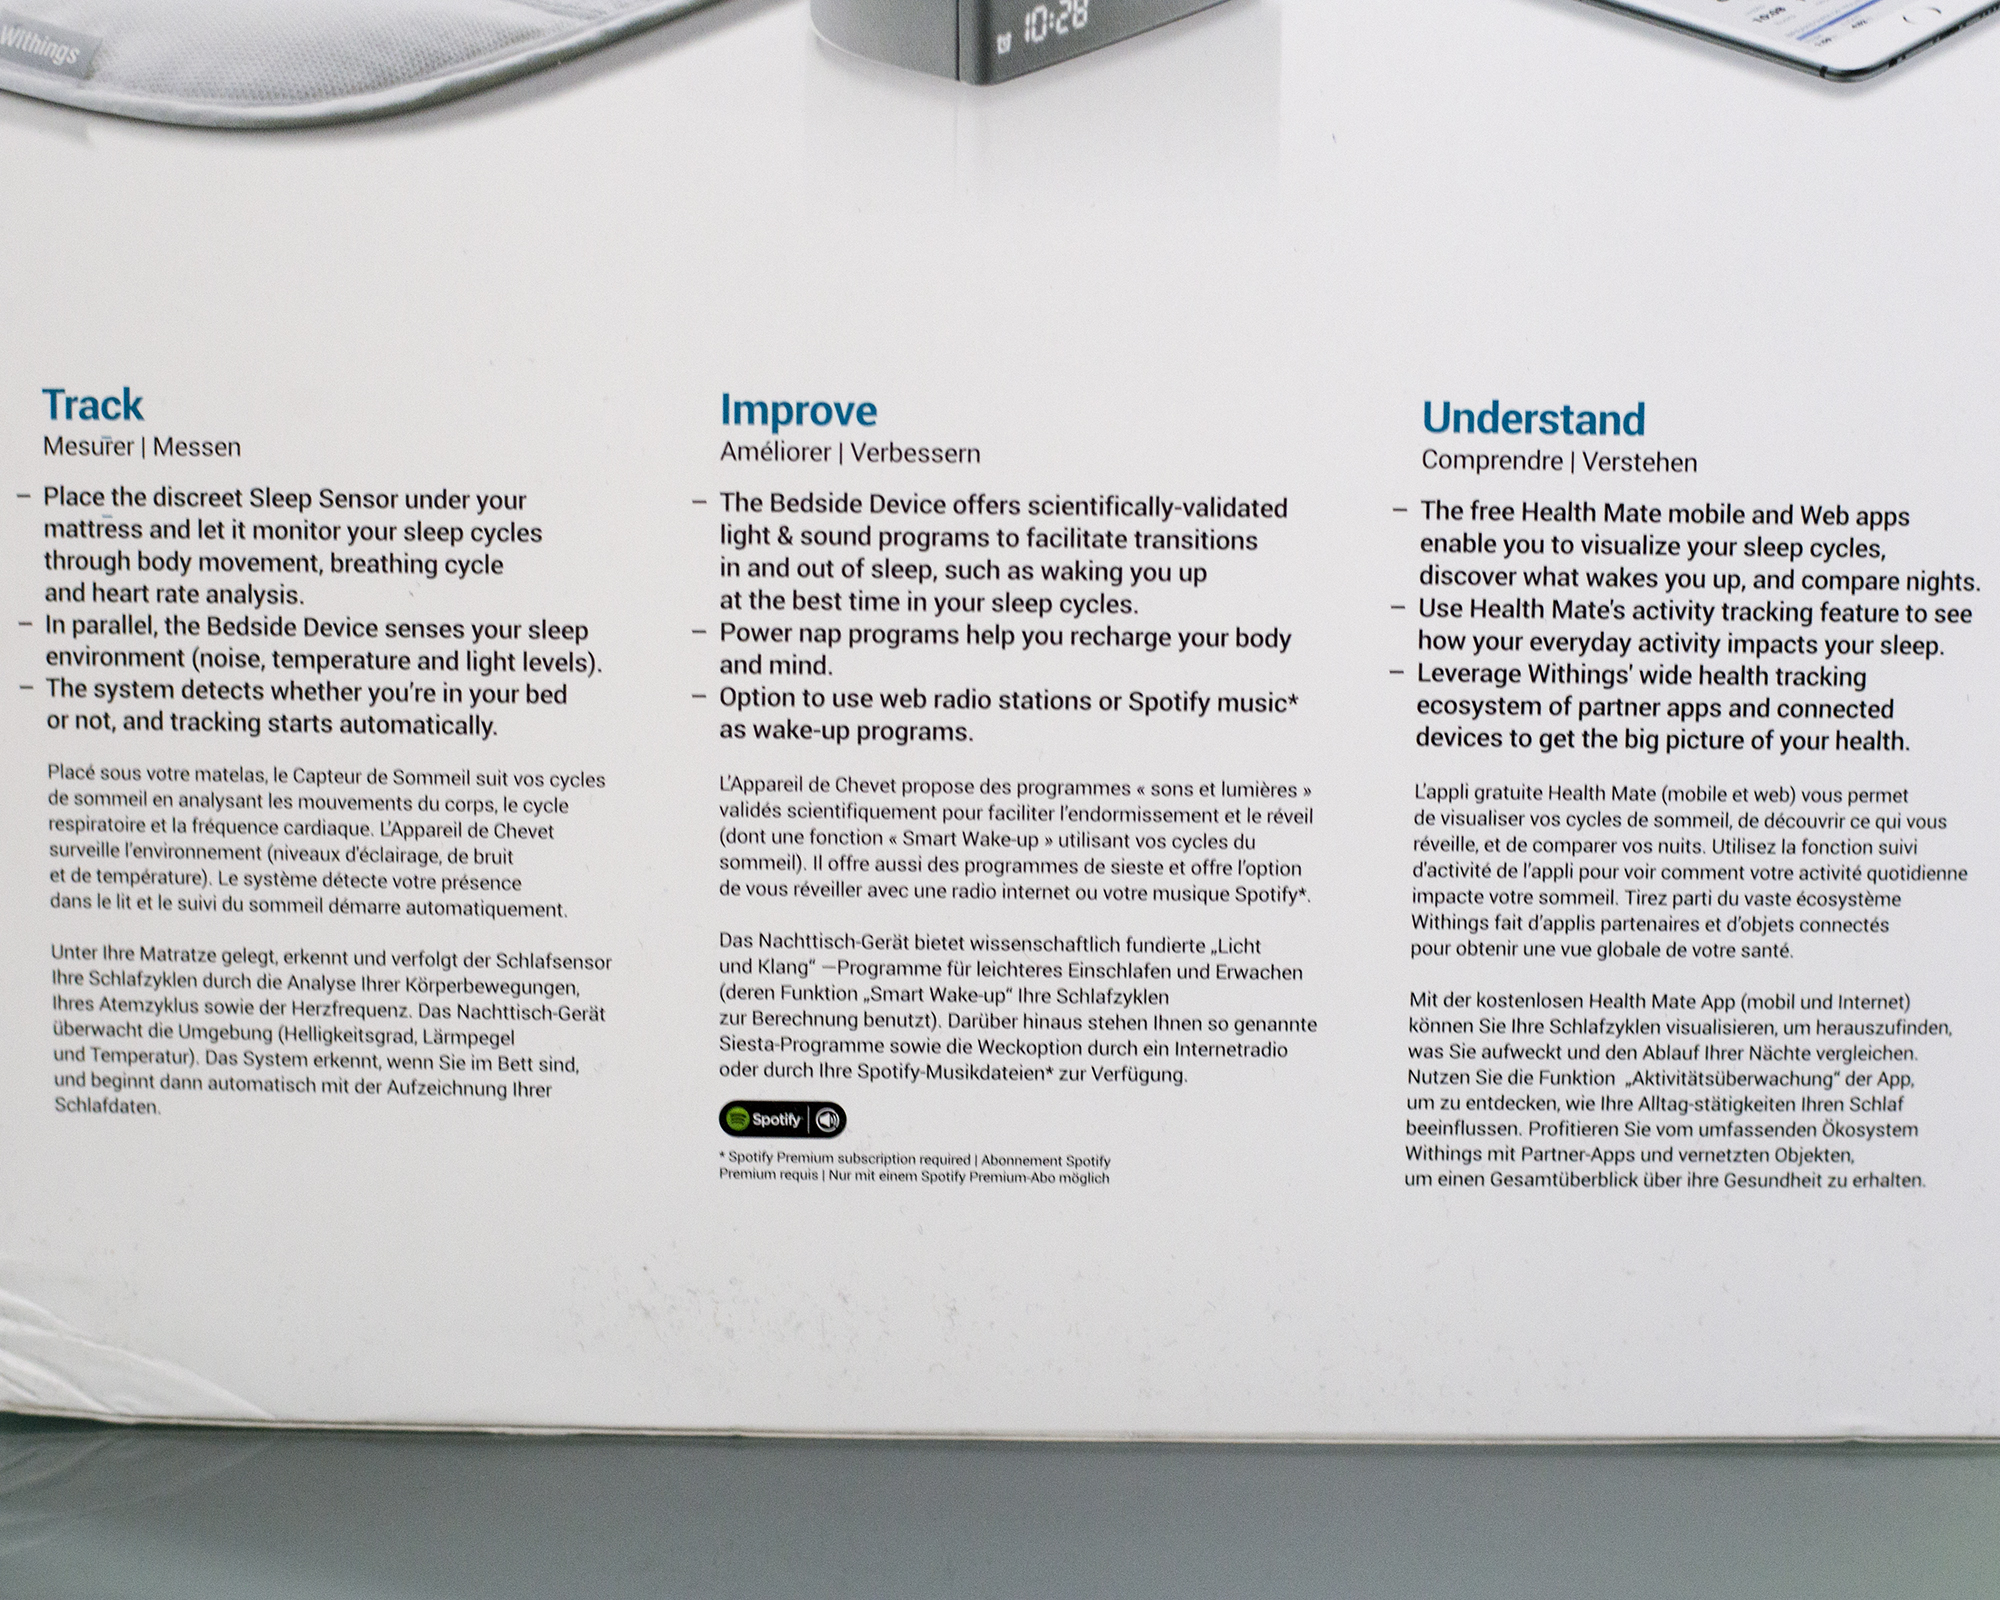 Withings
10:28
Track
Mesurer | Messen
– Place the discreet Sleep Sensor under your
mattress and let it monitor your sleep cycles
through body movement, breathing cycle
and heart rate analysis.
– In parallel, the Bedside Device senses your sleep
environment (noise, temperature and light levels).
– The system detects whether you're in your bed
or not, and tracking starts automatically.
Placé sous votre matelas, le Capteur de Sommeil suit vos cycles
de sommeil en analysant les mouvements du corps, le cycle
respiratoire et la fréquence cardiaque. L'Appareil de Chevet
surveille l'environnement (niveaux d'éclairage, de bruit
et de température). Le système détecte votre présence
dans le lit et le suivi du sommeil démarre automatiquement.
Unter Ihre Matratze gelegt, erkennt und verfolgt der Schlafsensor
Ihre Schlafzyklen durch die Analyse Ihrer Körperbewegungen,
Ihres Atemzyklus sowie der Herzfrequenz. Das Nachttisch-Gerät
überwacht die Umgebung (Helligkeitsgrad, Lärmpegel
und Temperatur). Das System erkennt, wenn Sie im Bett sind,
und beginnt dann automatisch mit der Aufzeichnung Ihrer
Schlafdaten.
Improve
Améliorer | Verbessern
– The Bedside Device offers scientifically-validated
light & sound programs to facilitate transitions
in and out of sleep, such as waking you up
at the best time in your sleep cycles.
– Power nap programs help you recharge your body
and mind.
– Option to use web radio stations or Spotify music*
as wake-up programs.
L'Appareil de Chevet propose des programmes « sons et lumières »
validés scientifiquement pour faciliter l'endormissement et le réveil
(dont une fonction « Smart Wake-up » utilisant vos cycles du
sommeil). Il offre aussi des programmes de sieste et offre l'option
de vous réveiller avec une radio internet ou votre musique Spotify*.
Das Nachttisch-Gerät bietet wissenschaftlich fundierte „Licht
und Klang“ —Programme für leichteres Einschlafen und Erwachen
(deren Funktion „Smart Wake-up“ Ihre Schlafzyklen
zur Berechnung benutzt). Darüber hinaus stehen Ihnen so genannte
Siesta-Programme sowie die Weckoption durch ein Internetradio
oder durch Ihre Spotify-Musikdateien* zur Verfügung.
Spotify
* Spotify Premium subscription required | Abonnement Spotify
Premium requis | Nur mit einem Spotify Premium-Abo möglich
Understand
Comprendre | Verstehen
– The free Health Mate mobile and Web apps
enable you to visualize your sleep cycles,
discover what wakes you up, and compare nights.
– Use Health Mate's activity tracking feature to see
how your everyday activity impacts your sleep.
– Leverage Withings' wide health tracking
ecosystem of partner apps and connected
devices to get the big picture of your health.
L'appli gratuite Health Mate (mobile et web) vous permet
de visualiser vos cycles de sommeil, de découvrir ce qui vous
réveille, et de comparer vos nuits. Utilisez la fonction suivi
d'activité de l'appli pour voir comment votre activité quotidienne
impacte votre sommeil. Tirez parti du vaste écosystème
Withings fait d'applis partenaires et d'objets connectés
pour obtenir une vue globale de votre santé.
Mit der kostenlosen Health Mate App (mobil und Internet)
können Sie Ihre Schlafzyklen visualisieren, um herauszufinden,
was Sie aufweckt und den Ablauf Ihrer Nächte vergleichen.
Nutzen Sie die Funktion „Aktivitätsüberwachung“ der App,
um zu entdecken, wie Ihre Alltag-stätigkeiten Ihren Schlaf
beeinflussen. Profitieren Sie vom umfassenden Ökosystem
Withings mit Partner-Apps und vernetzten Objekten,
um einen Gesamtüberblick über ihre Gesundheit zu erhalten.